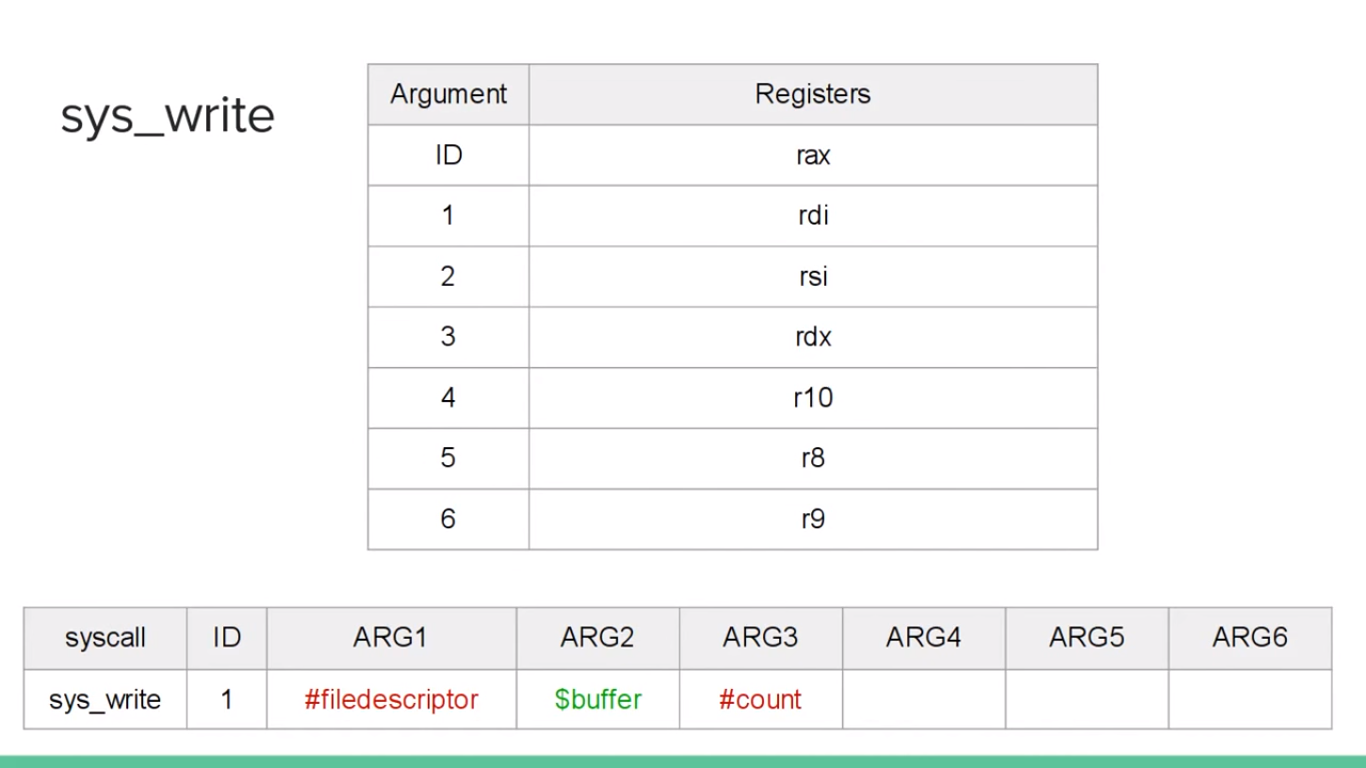 sys_write
Argument Registers
ID rax
1 rdi
2 rsi
3 rdx
4 r10
5 r8
6 r9
syscall ID ARG1 ARG2 ARG3 ARG4 ARG5 ARG6
sys_write 1 #filedescriptor $buffer #count